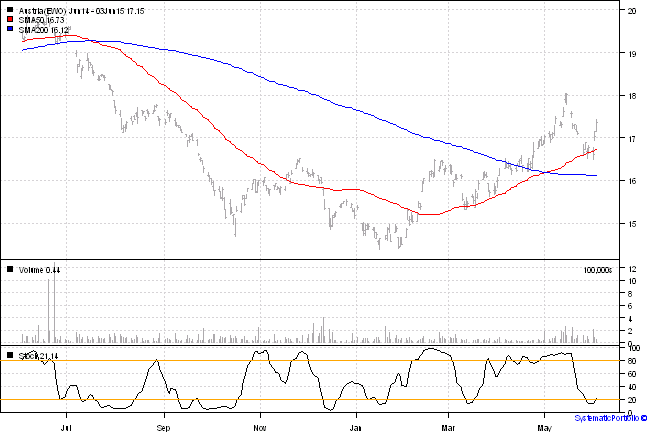 Austria(EWO) Jun14 - 03Jun15 17.15
SMA50 16.73
SMA200 16.12
20
19
18
17
16
15
Volume 0.44
100,000s
12
10
8
6
4
2
0
Stoch 21,14
100
80
60
40
20
0
Jul
Sep
Nov
Jan
Mar
May
SystematicPortfolio ©